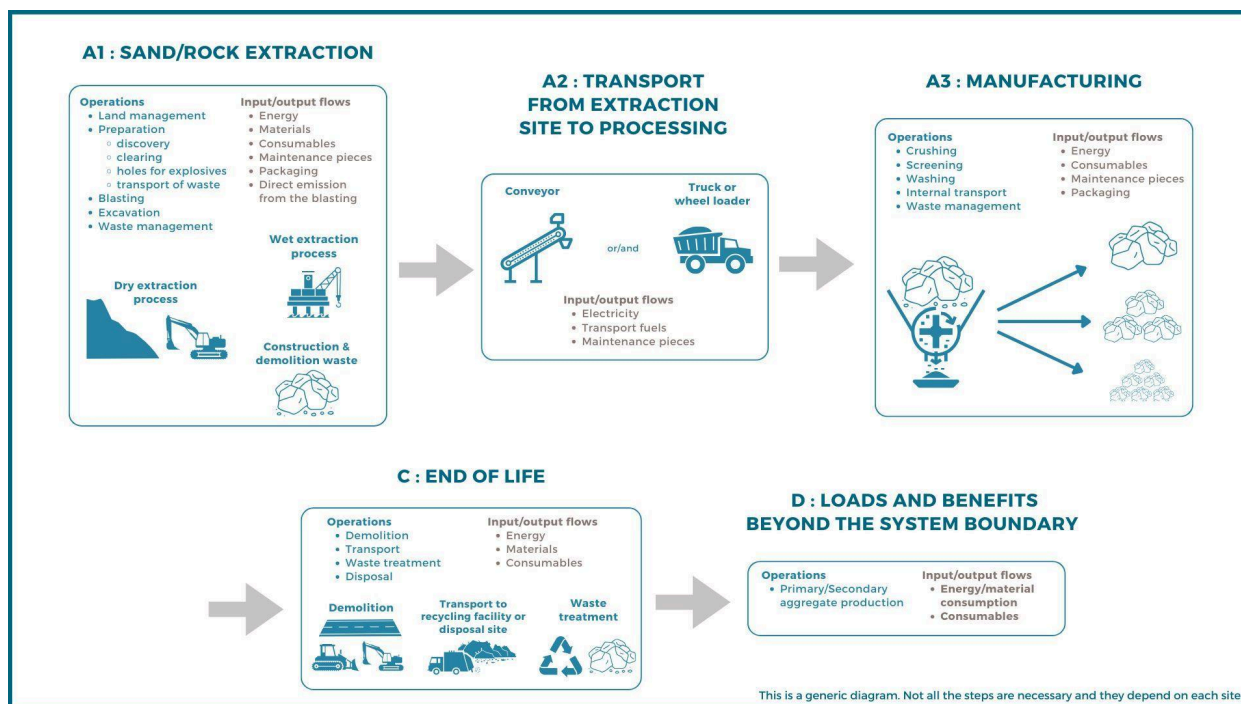 A1 : SAND/ROCK EXTRACTION
Operations
• Land management
• Preparation
○ discovery
○ clearing
○ holes for explosives
○ transport of waste
• Blasting
• Excavation
• Waste management
Input/output flows
• Energy
• Materials
• Consumables
• Maintenance pieces
• Packaging
• Direct emission
from the blasting
Wet extraction
process
Dry extraction
process
Construction &
demolition waste
A2 : TRANSPORT
FROM EXTRACTION
SITE TO PROCESSING
Conveyor
or/and
Truck or
wheel loader
Input/output flows
• Electricity
• Transport fuels
• Maintenance pieces
A3 : MANUFACTURING
Operations
• Crushing
• Screening
• Washing
• Internal transport
• Waste management
Input/output flows
• Energy
• Consumables
• Maintenance pieces
• Packaging
C : END OF LIFE
Operations
• Demolition
• Transport
• Waste treatment
• Disposal
Input/output flows
• Energy
• Materials
• Consumables
Demolition
Transport to
recycling facility or
disposal site
Waste
treatment
D : LOADS AND BENEFITS
BEYOND THE SYSTEM BOUNDARY
Operations
• Primary/Secondary
aggregate production
Input/output flows
• Energy/material
consumption
• Consumables
This is a generic diagram. Not all the steps are necessary and they depend on each site